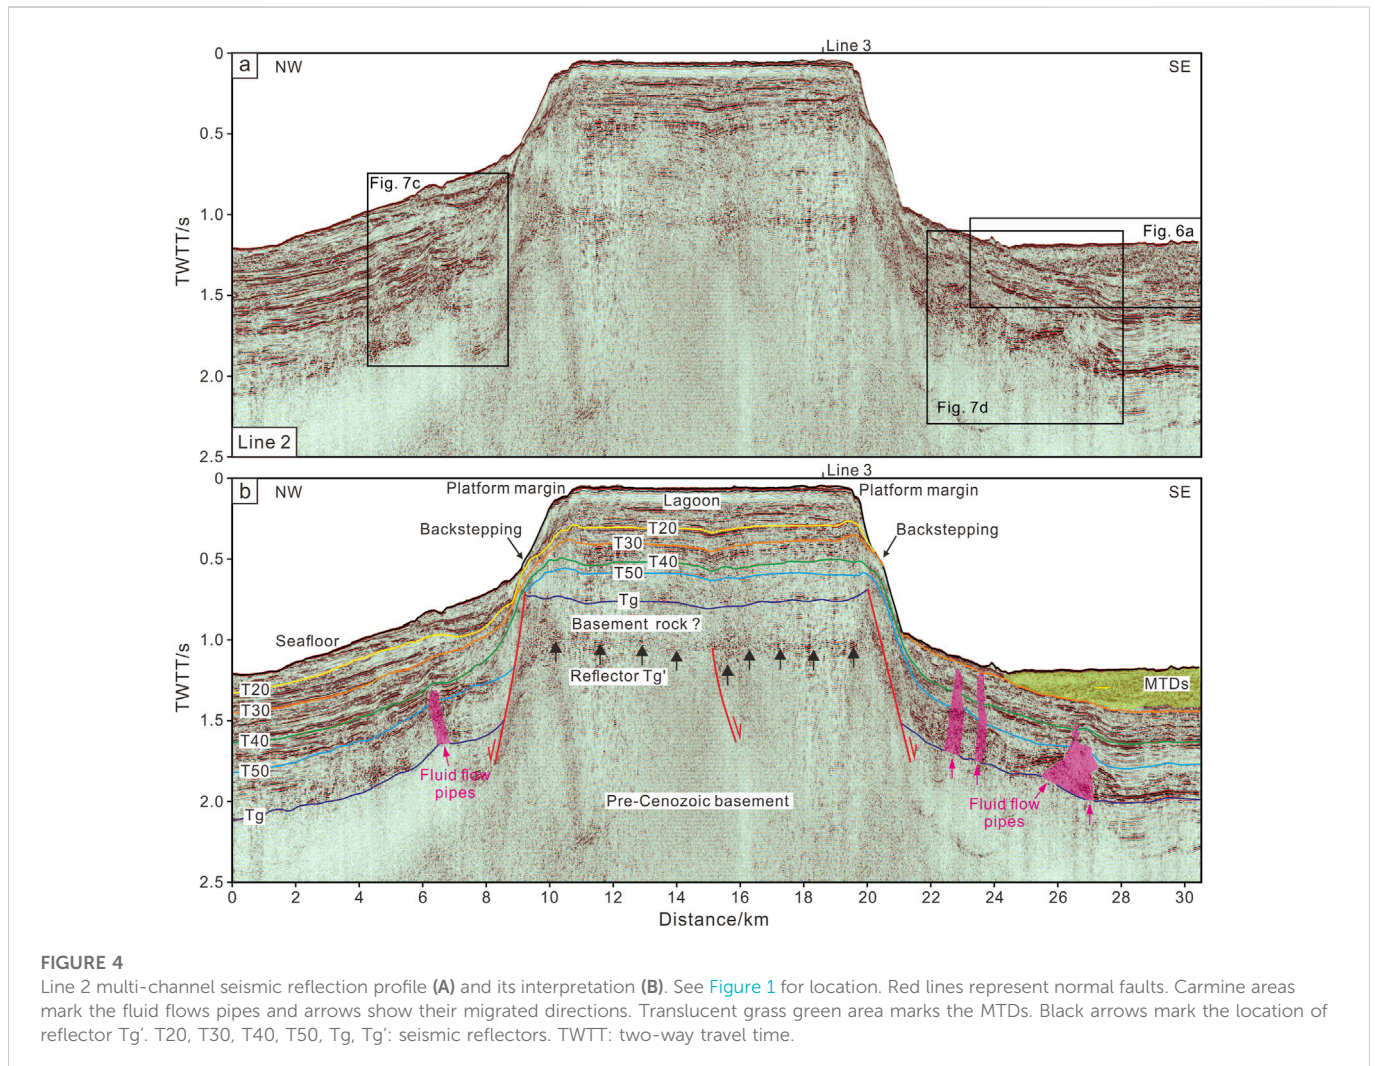 Line 3
0
a
NW
SE
0.5
Fig. 7c
1.0
Fig. 6a
TWTT/s
1.5
2.0
Fig. 7d
Line 2
2.5
Line 3
0
b
NW
Platform margin
Platform margin
SE
Lagoon
T20
Backstepping
Backstepping
0.5
T30
T40
T50
Tg
Basement rock ?
1.0
Seafloor
Reflector Tg'
TWTT/s
T20
MTDs
T30
1.5
T40
T50
Fluid flow
pipes
Pre-Cenozoic basement
Fluid flow
pipes
2.0
Tg
2.5
0 2 4 6 8 10 12 14 16 18 20 22 24 26 28 30
Distance/km
FIGURE 4
Line 2 multi-channel seismic reflection profile (A) and its interpretation (B). See Figure 1 for location. Red lines represent normal faults. Carmine areas
mark the fluid flows pipes and arrows show their migrated directions. Translucent grass green area marks the MTDs. Black arrows mark the location of
reflector Tg′. T20, T30, T40, T50, Tg, Tg′: seismic reflectors. TWTT: two-way travel time.